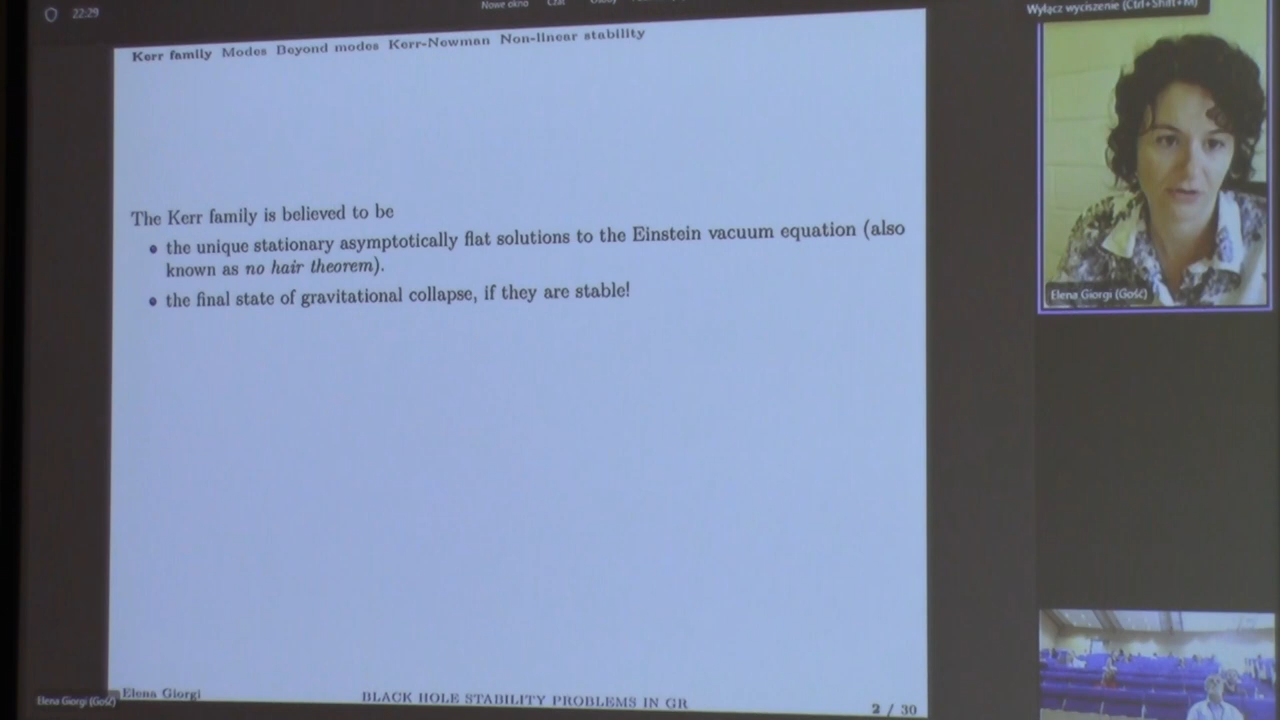 22:29
Nowe okno
Wyłącz wyciszenie (Ctrl+Shift+M)
Kerr family Modes Beyond modes Kerr-Newman Non-linear stability
The Kerr family is believed to be
• the unique stationary asymptotically flat solutions to the Einstein vacuum equation (also
known as no hair theorem).
• the final state of gravitational collapse, if they are stable!
Elena Giorgi (Gość)
Elena Giorgi (Gość)
Elena Giorgi
BLACK HOLE STABILITY PROBLEMS IN GR
2 / 30